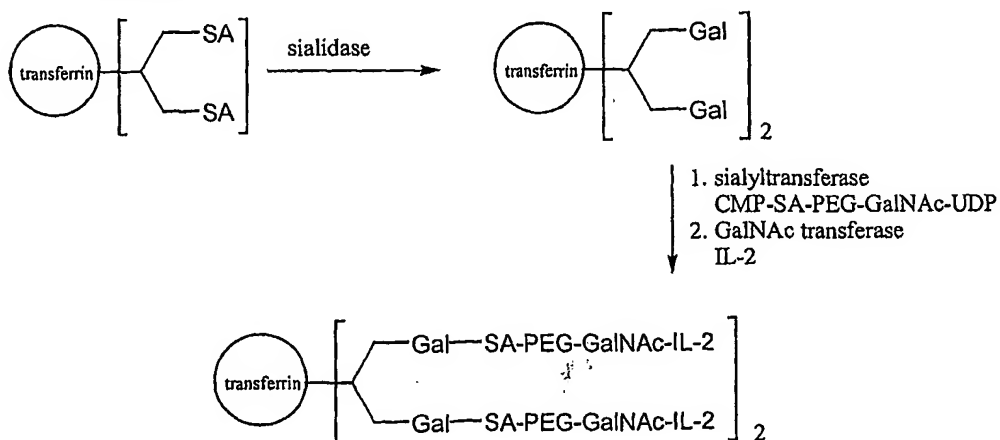 transferrin
SA
SA
sialidase
transferrin
Gal
Gal
2
1. sialyltransferase
CMP-SA-PEG-GalNAc-UDP
2. GalNAc transferase
IL-2
transferrin
Gal—SA-PEG-GalNAc-IL-2
Gal—SA-PEG-GalNAc-IL-2
2